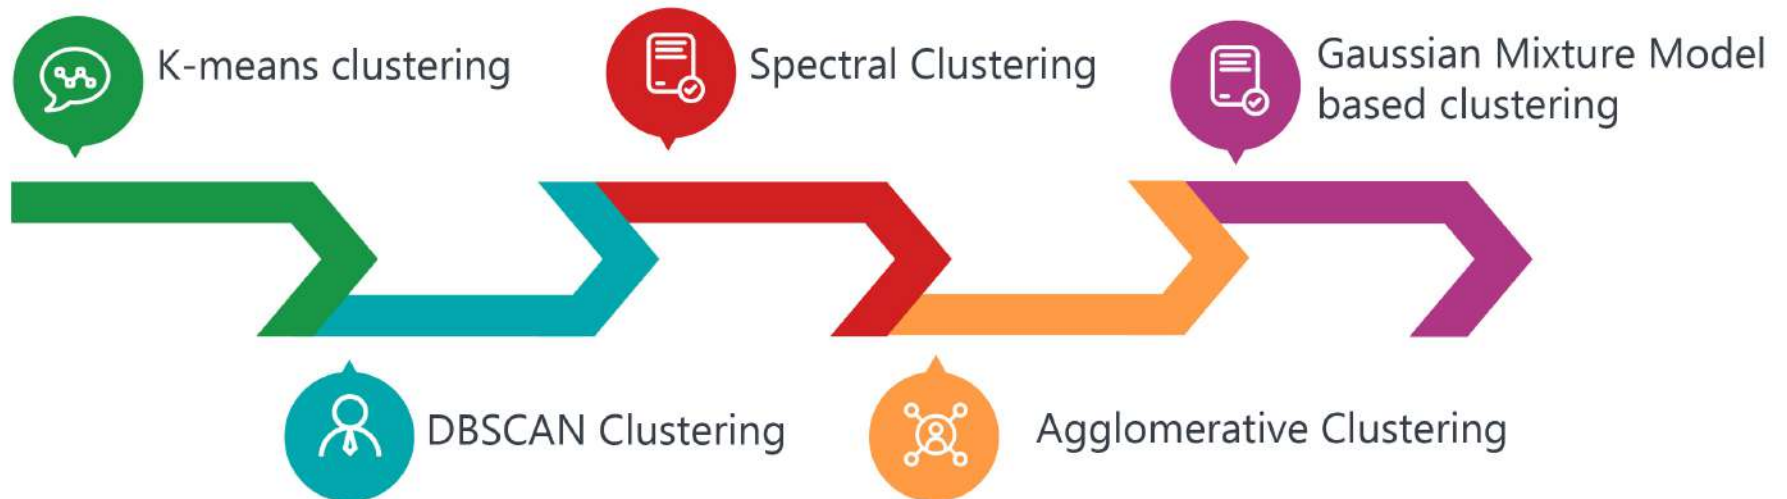 K-means clustering
DBSCAN Clustering
Spectral Clustering
Agglomerative Clustering
Gaussian Mixture Model
based clustering